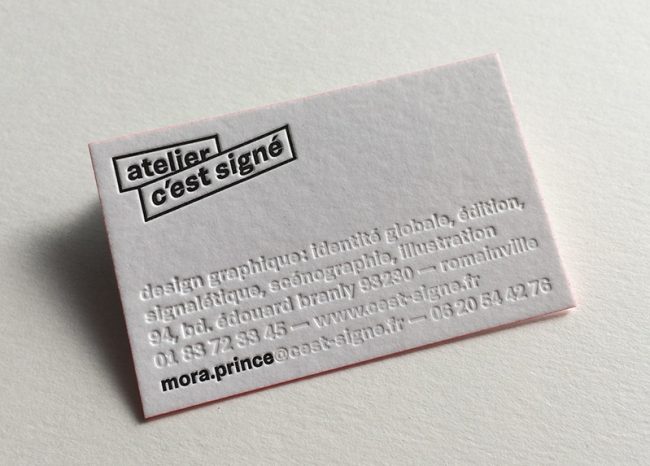 atelier
c'est signé
design graphique: identité globale, édition,
signalétique, scénographie, illustration
94, bd. édouard branly 93230 — romainville
01 83 72 83 45 — www.cest-signe.fr
mora.prince@cest-signe.fr — 06 20 54 42 76